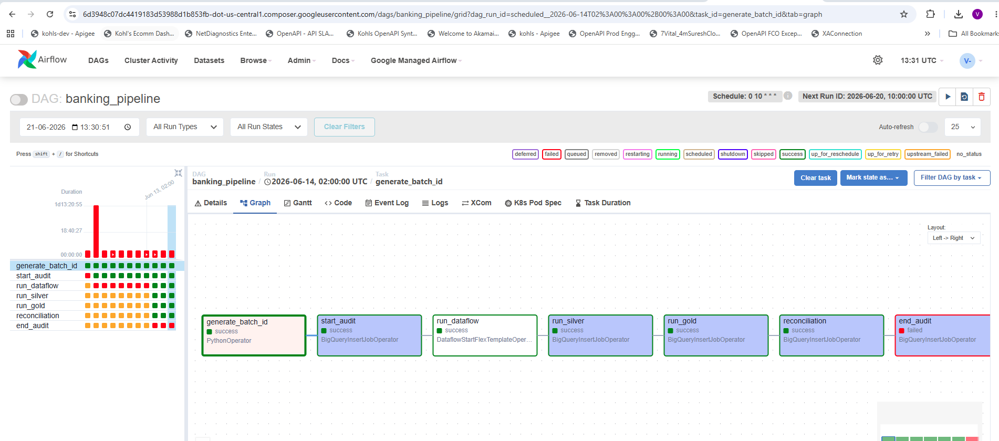 6d3948c07dc4419183d53988d1b853fb-dot-us-central1.composer.googleusercontent.com/dags/banking_pipeline/grid?dag_run_id=scheduled__2026-06-14T02%3A00%3A00%2B00%3A00&task_id=generate_batch_id&tab=graph
V
kohls-dev - Apigee
Kohl's Ecomm Dash...
NetDiagnostics Ente...
OpenAPI - API SLA...
Kohls OpenAPI Synt...
Welcome to Akamai...
kohls - Apigee
OpenAPI Prod Engg...
7Vital_4mSureshClo...
OpenAPI FCO Excep...
XAConnection
»
All Bookmarks
Airflow
DAGs
Cluster Activity
Datasets
Browse
Admin
Docs
Google Managed Airflow
13:31 UTC
V-
DAG: banking_pipeline
Schedule: 0 10 * * *
i
Next Run ID: 2026-06-20, 10:00:00 UTC
21-06-2026 13:30:51
All Run Types
All Run States
Clear Filters
Auto-refresh
25
Press shift + / for Shortcuts
deferred
failed
queued
removed
restarting
running
scheduled
shutdown
skipped
success
up_for_reschedule
up_for_retry
upstream_failed
no_status
Duration
Jun 13, 02:00
1d13:20:55
18:40:27
00:00:00
generate_batch_id
start_audit
run_dataflow
run_silver
run_gold
reconciliation
end_audit
DAG
banking_pipeline
/
Run
2026-06-14, 02:00:00 UTC
/
Task
generate_batch_id
Clear task
Mark state as...
Filter DAG by task
Details
Graph
Gantt
Code
Event Log
Logs
XCom
K8s Pod Spec
Task Duration
Layout:
Left -> Right
generate_batch_id
success
PythonOperator
start_audit
success
BigQueryInsertJobOperator
run_dataflow
success
DataflowStartFlexTemplateOper...
run_silver
success
BigQueryInsertJobOperator
run_gold
success
BigQueryInsertJobOperator
reconciliation
success
BigQueryInsertJobOperator
end_audit
failed
BigQueryInsertJobOperator